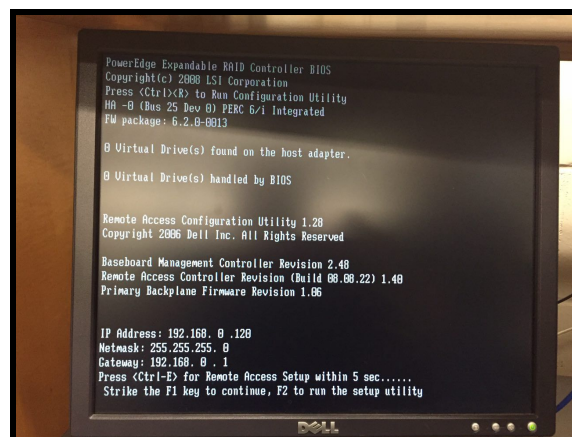 PowerEdge Expandable RAID Controller BIOS
Copyright(c) 2008 LSI Corporation
Press <Ctrl><R> to Run Configuration Utility
HA -0 (Bus 25 Dev 0) PERC 6/i Integrated
FW package: 6.2.0-0013
0 Virtual Drive(s) found on the host adapter.
0 Virtual Drive(s) handled by BIOS
Remote Access Configuration Utility 1.28
Copyright 2006 Dell Inc. All Rights Reserved
Baseboard Management Controller Revision 2.48
Remote Access Controller Revision (Build 08.08.22) 1.40
Primary Backplane Firmware Revision 1.06
IP Address: 192.168. 0 .120
Netmask: 255.255.255. 0
Gateway: 192.168. 0 . 1
Press <Ctrl-E> for Remote Access Setup within 5 sec......
Strike the F1 key to continue, F2 to run the setup utility
DELL